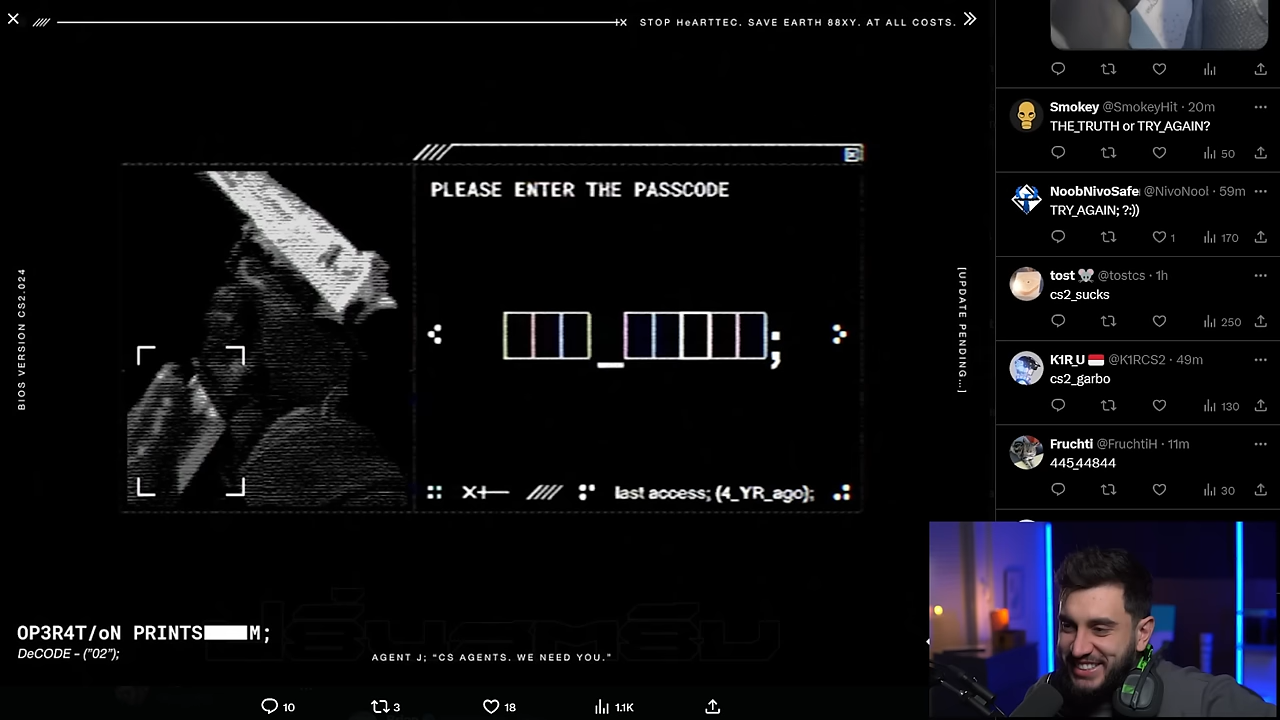 STOP HeARTTEC. SAVE EARTH 88XY. AT ALL COSTS.
BIOS VERSION CS2.024
PLEASE ENTER THE PASSCODE
_ ;
last access; (4_YR_ago);
[UPDATE PENDING...]
OP3R4T/oN PRINTS M;
DeCODE - ("02");
AGENT J; "CS AGENTS. WE NEED YOU."
10 3 18 1.1K
Smokey @SmokeyHit · 20m
THE_TRUTH or TRY_AGAIN?
50
NoobNivoSafe @NivoNool · 59m
TRY_AGAIN; ?:))
1 170
tost @tostcs · 1h
cs2_sucks
250
K1R_U @K1RCS2 · 49m
cs2_garbo
130
Fruchti @FruchtiH · 11m
30